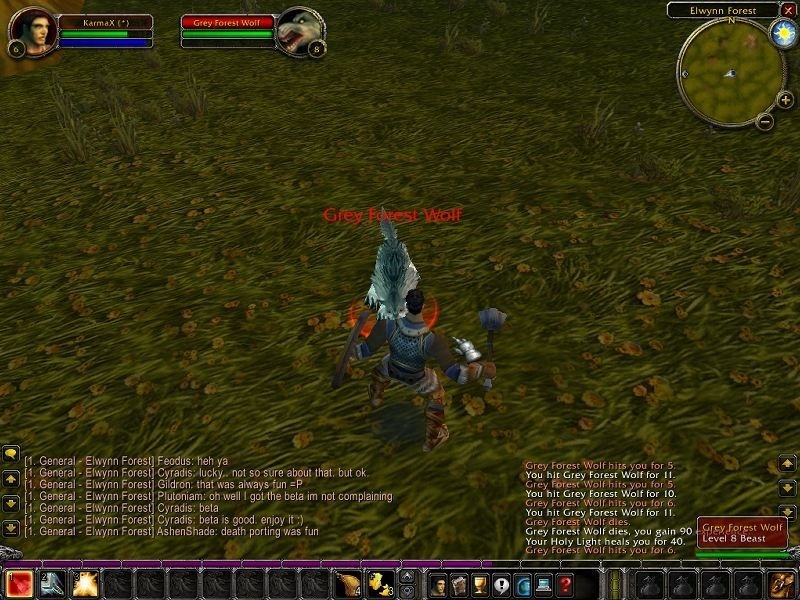 KarmaX (*)
6
Grey Forest Wolf
8
Elwynn Forest
N
Grey Forest Wolf
[1. General - Elwynn Forest] Feodus: heh ya
[1. General - Elwynn Forest] Cyradis: lucky.. not so sure about that. but ok.
[1. General - Elwynn Forest] Gildron: that was always fun =P
[1. General - Elwynn Forest] Plutoniam: oh well I got the beta im not complaining
[1. General - Elwynn Forest] Cyradis: beta
[1. General - Elwynn Forest] Cyradis: beta is good. enjoy it :)
[1. General - Elwynn Forest] AshenShade: death porting was fun
Grey Forest Wolf hits you for 5.
You hit Grey Forest Wolf for 11.
Grey Forest Wolf hits you for 5.
You hit Grey Forest Wolf for 10.
Grey Forest Wolf hits you for 6.
You hit Grey Forest Wolf for 11.
Grey Forest Wolf dies.
Grey Forest Wolf dies, you gain 90
Your Holy Light heals you for 40.
Grey Forest Wolf hits you for 6.
Grey Forest Wolf
Level 8 Beast
2
4
3